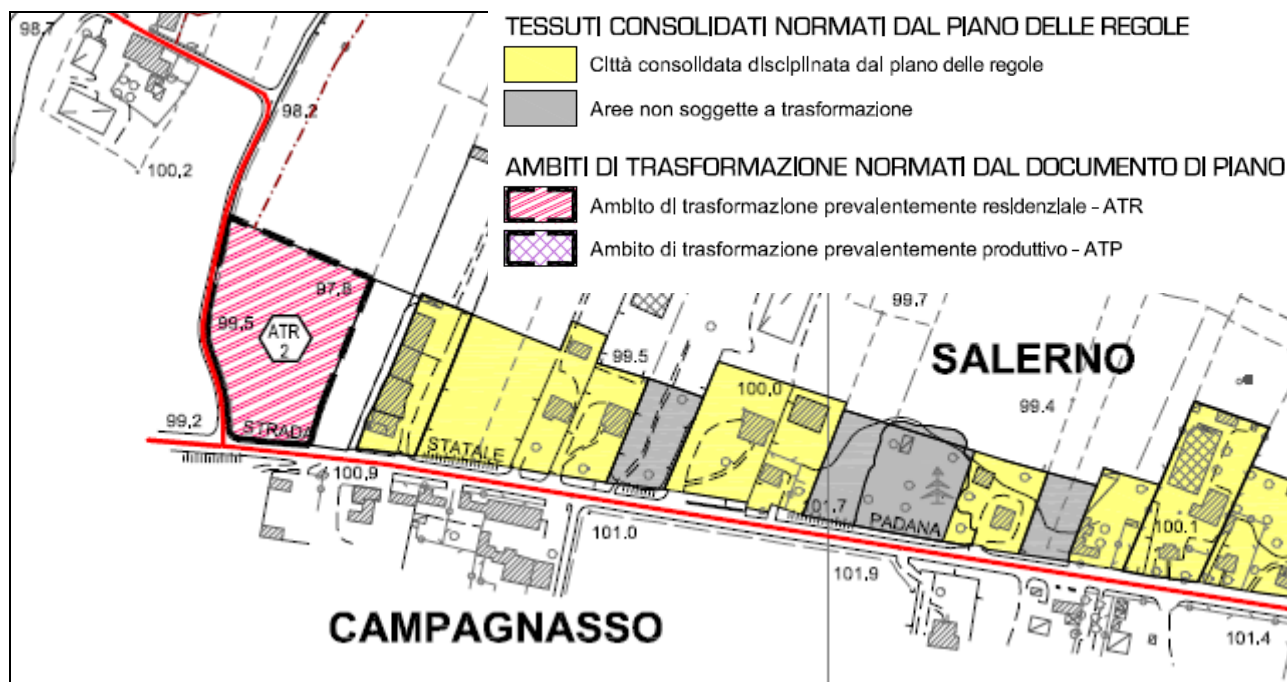 98.7
TESSUTI CONSOLIDATI NORMATI DAL PIANO DELLE REGOLE
Città consolidata disciplinata dal piano delle regole
98.2
Aree non soggette a trasformazione
100.2
AMBITI DI TRASFORMAZIONE NORMATI DAL DOCUMENTO DI PIANO
Ambito di trasformazione prevalentemente residenziale - ATR
Ambito di trasformazione prevalentemente produttivo - ATP
97.8
99.7
99.5
ATR
2
99.5
SALERNO
100.0
99.4
99.2
STRADA
STATALE
100.9
101.7
PADANA
100.1
101.0
101.9
CAMPAGNASSO
101.4